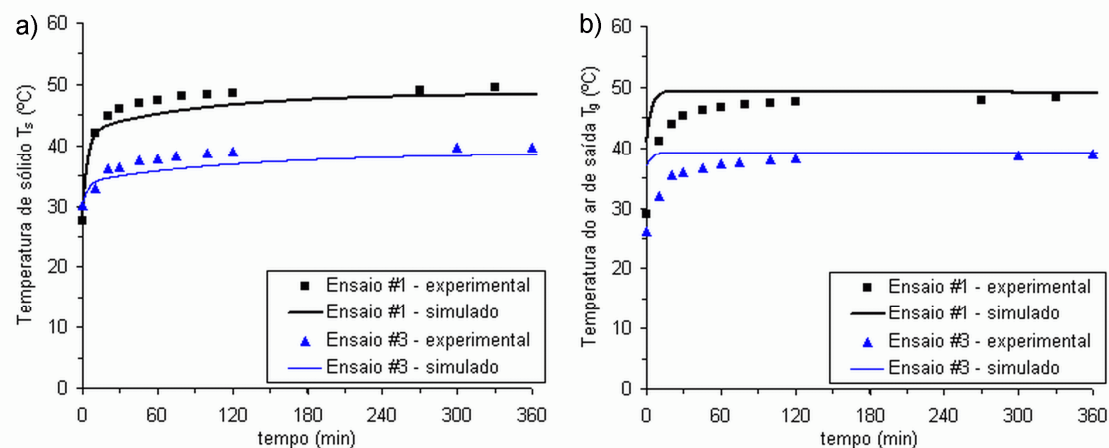 a)
Temperatura de sólido Ts (ºC)
60
50
40
30
20
10
0
0 60 120 180 240 300 360
tempo (min)
Ensaio #1 - experimental
Ensaio #1 - simulado
Ensaio #3 - experimental
Ensaio #3 - simulado
b)
Temperatura do ar de saída Tg (ºC)
60
50
40
30
20
10
0
0 60 120 180 240 300 360
tempo (min)
Ensaio #1 - experimental
Ensaio #1 - simulado
Ensaio #3 - experimental
Ensaio #3 - simulado